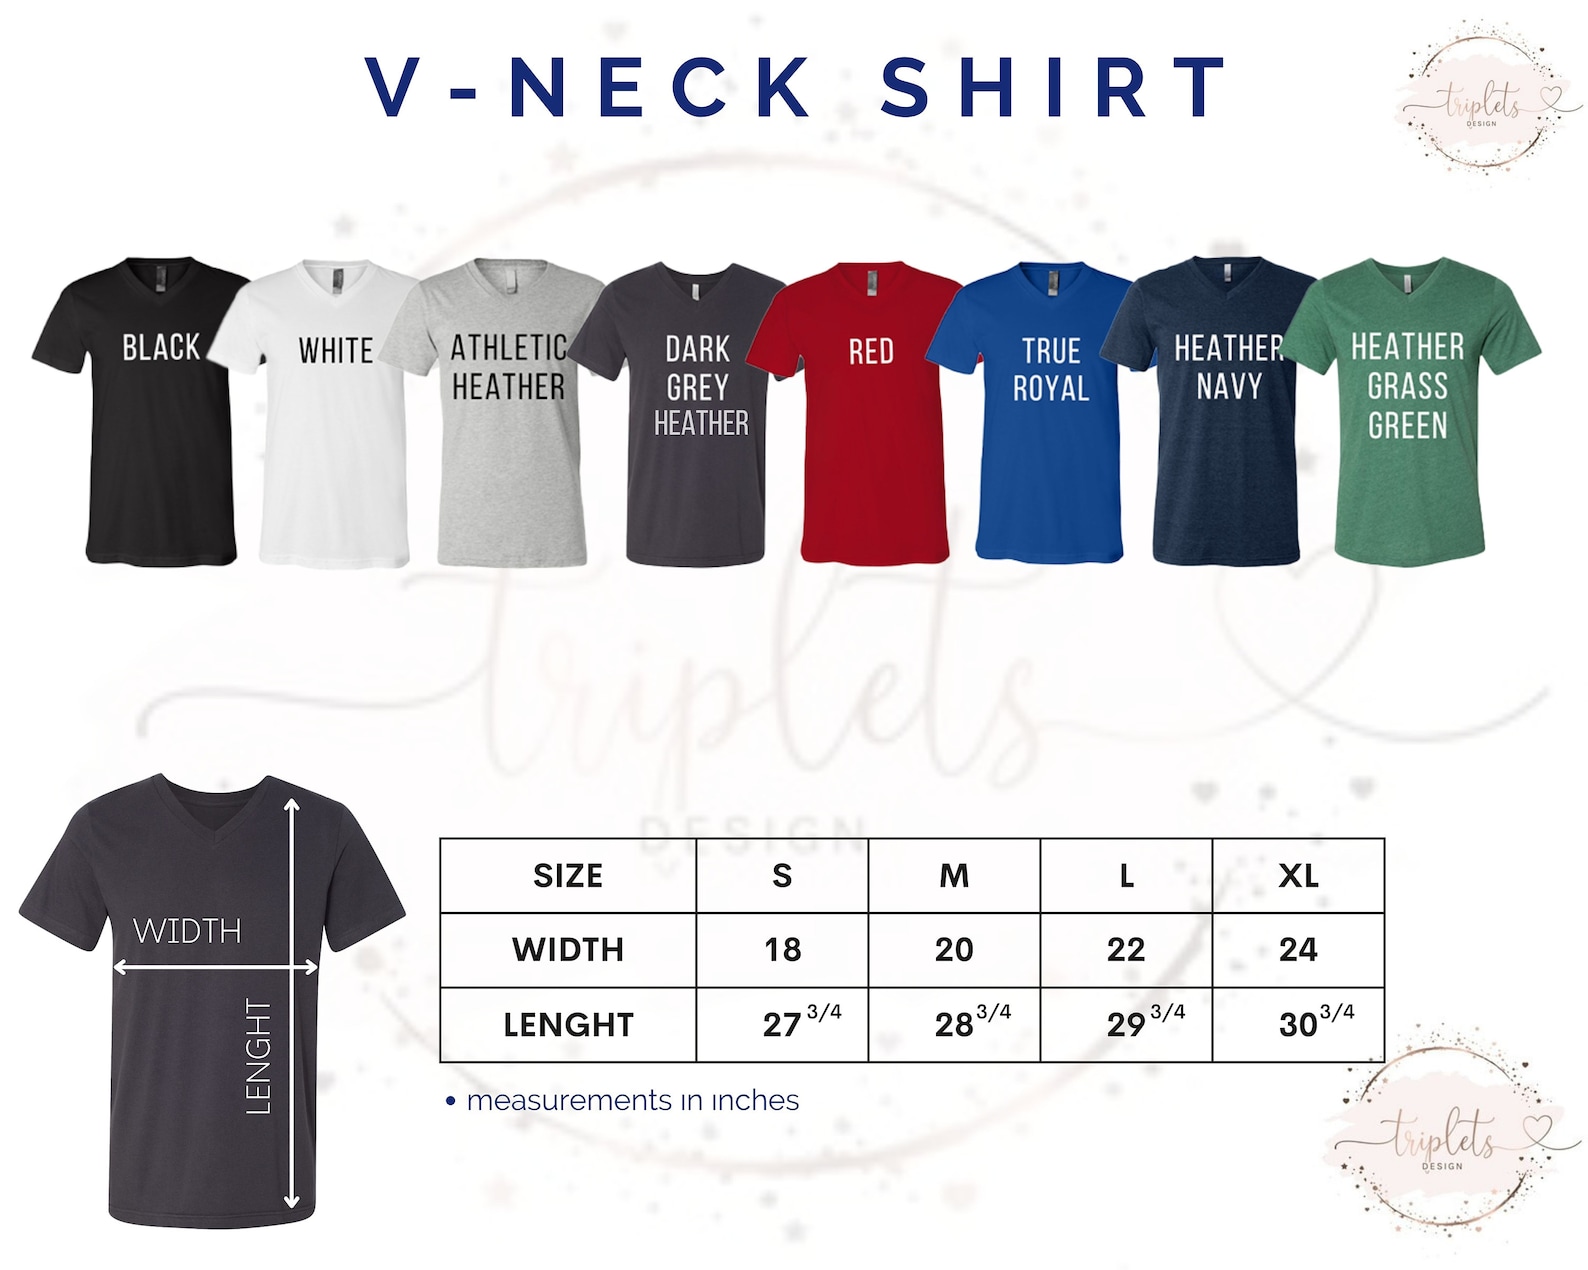 V-NECK SHIRT
triplets
DESIGN
BLACK
WHITE
ATHLETIC
HEATHER
DARK
GREY
HEATHER
RED
TRUE
ROYAL
HEATHER
NAVY
HEATHER
GRASS
GREEN
triplets
DESIGN
WIDTH
LENGHT
SIZE S M L XL
WIDTH 18 20 22 24
LENGHT 27 3/4 28 3/4 29 3/4 30 3/4
• measurements in inches
triplets
DESIGN